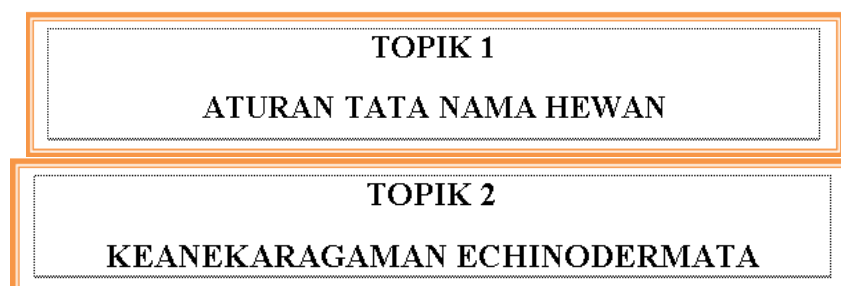 TOPIK 1
ATURAN TATA NAMA HEWAN
TOPIK 2
KEANEKARAGAMAN ECHINODERMATA